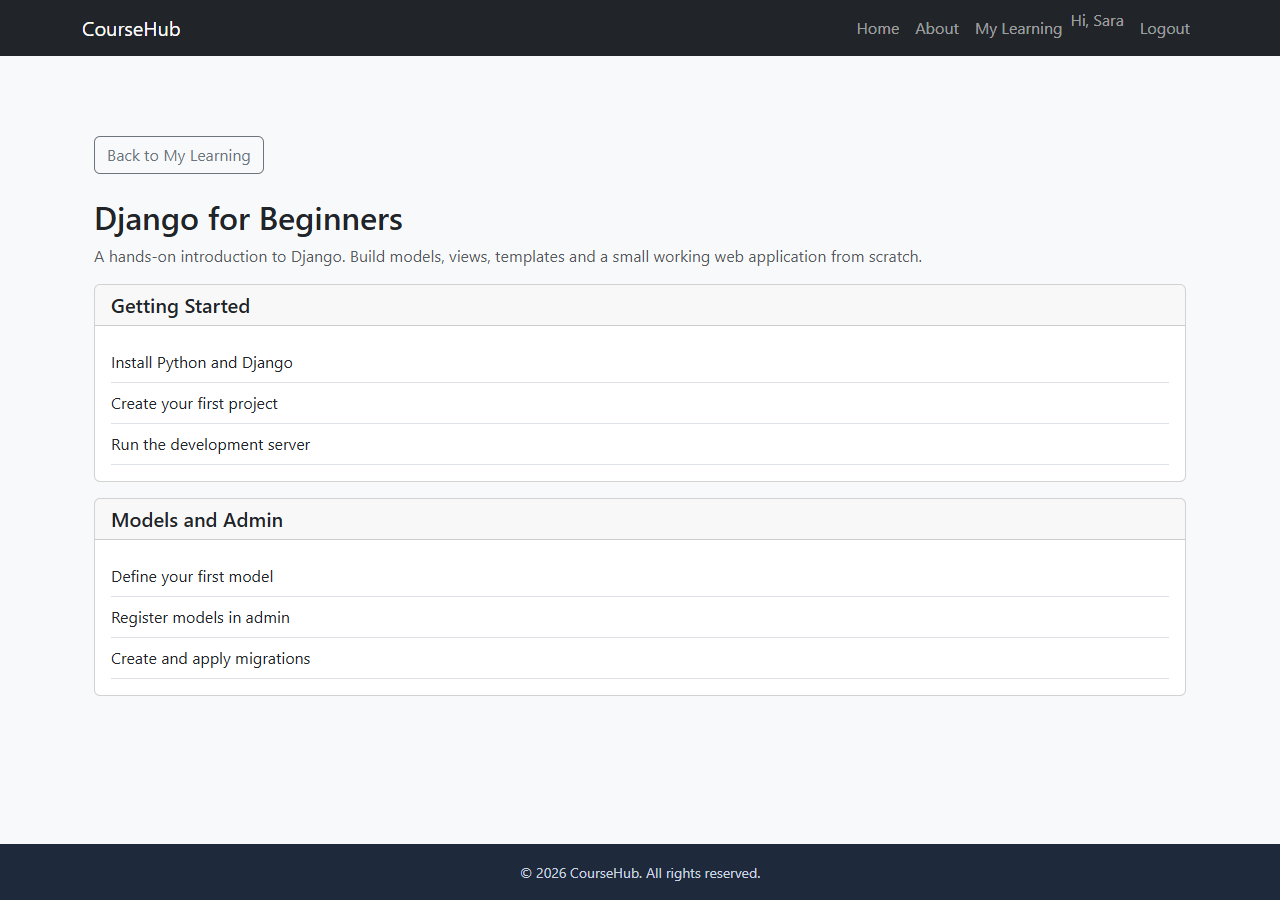 CourseHub Home About My Learning Hi, Sara Logout
Back to My Learning
Django for Beginners
A hands-on introduction to Django. Build models, views, templates and a small working web application from scratch.
Getting Started
Install Python and Django
Create your first project
Run the development server
Models and Admin
Define your first model
Register models in admin
Create and apply migrations
© 2026 CourseHub. All rights reserved.